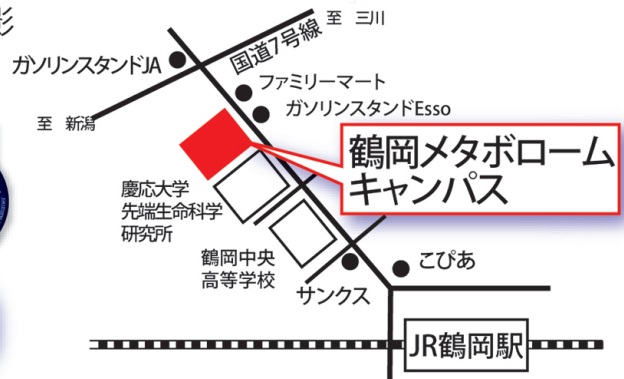 影
至 三川
国道7号線
ガソリンスタンドJA
ファミリーマート
ガソリンスタンドEsso
至 新潟
鶴岡メタボローム
キャンパス
慶応大学
先端生命科学
研究所
鶴岡中央
高等学校
こぴあ
サンクス
JR鶴岡駅